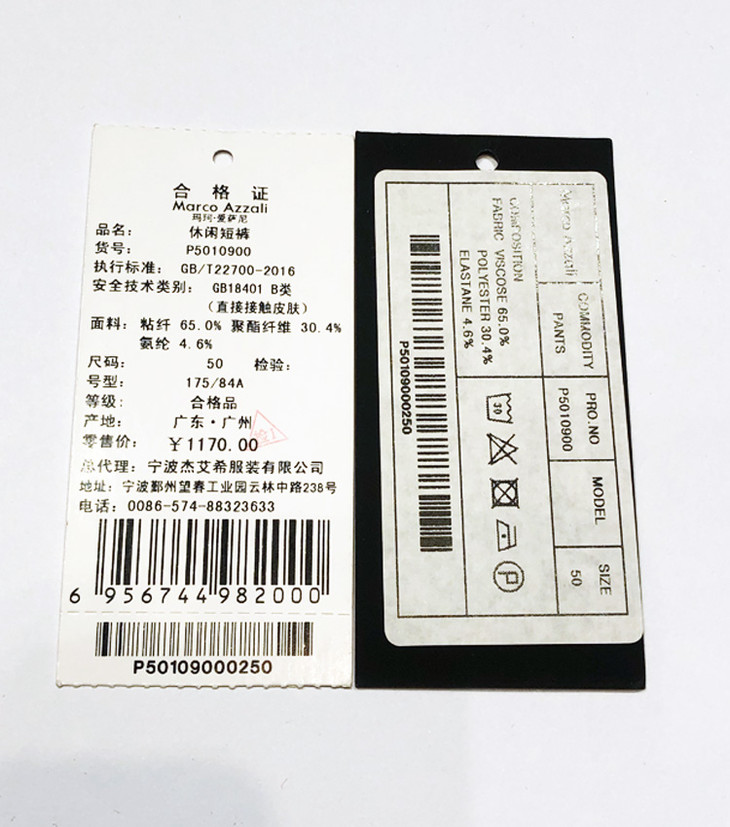 合格证
Marco Azzali
玛珂·爱萨尼
品名： 休闲短裤
货号： P5010900
执行标准： GB/T22700-2016
安全技术类别： GB18401 B类
（直接接触皮肤）
面料：粘纤 65.0% 聚酯纤维 30.4%
氨纶 4.6%
尺码： 50 检验：
号型： 175/84A
等级： 合格品
产地： 广东·广州
零售价： ￥1170.00
总代理：宁波杰艾希服装有限公司
地址：宁波鄞州望春工业园云林中路238号
电话：0086-574-88323633
6 956744 982000
P50109000250
Marco Azzali
COMMODITY
PANTS
PRO.NO
P5010900
MODEL
SIZE
50
COMPOSITION
FABRIC VISCOSE 65.0%
POLYESTER 30.4%
ELASTANE 4.6%
30
P
P50109000250